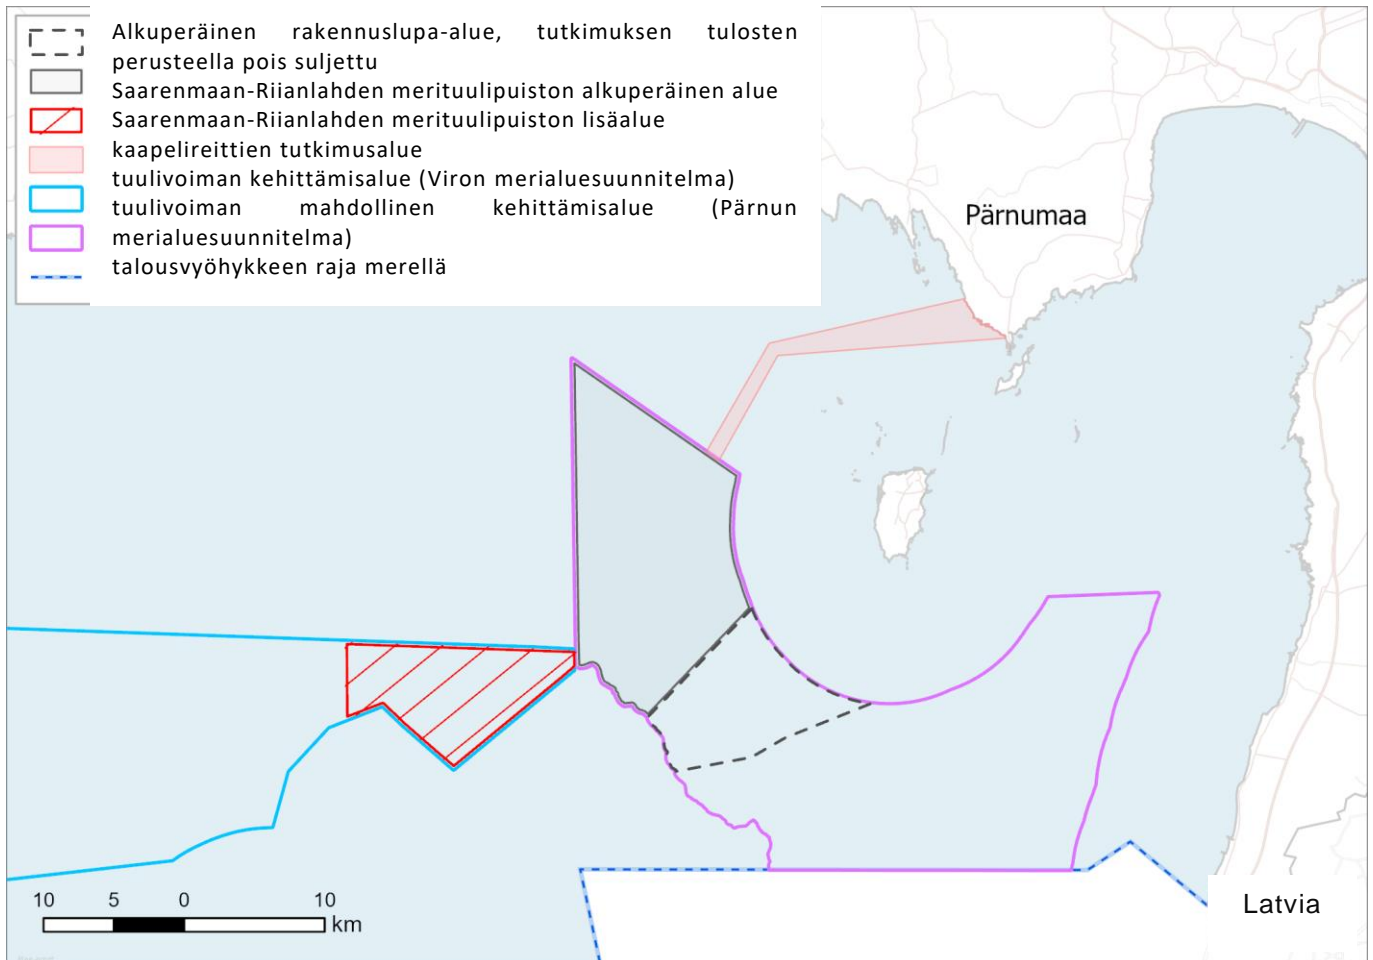 Alkuperäinen rakennuslupa-alue, tutkimuksen tulosten
perusteella pois suljettu
Saarenmaan-Riianlahden merituulipuiston alkuperäinen alue
Saarenmaan-Riianlahden merituulipuiston lisäalue
kaapelireittien tutkimusalue
tuulivoiman kehittämisalue (Viron merialuesuunnitelma)
tuulivoiman mahdollinen kehittämisalue (Pärnun
merialuesuunnitelma)
talousvyöhykkeen raja merellä
Pärnumaa
Latvia
10 5 0 10
km